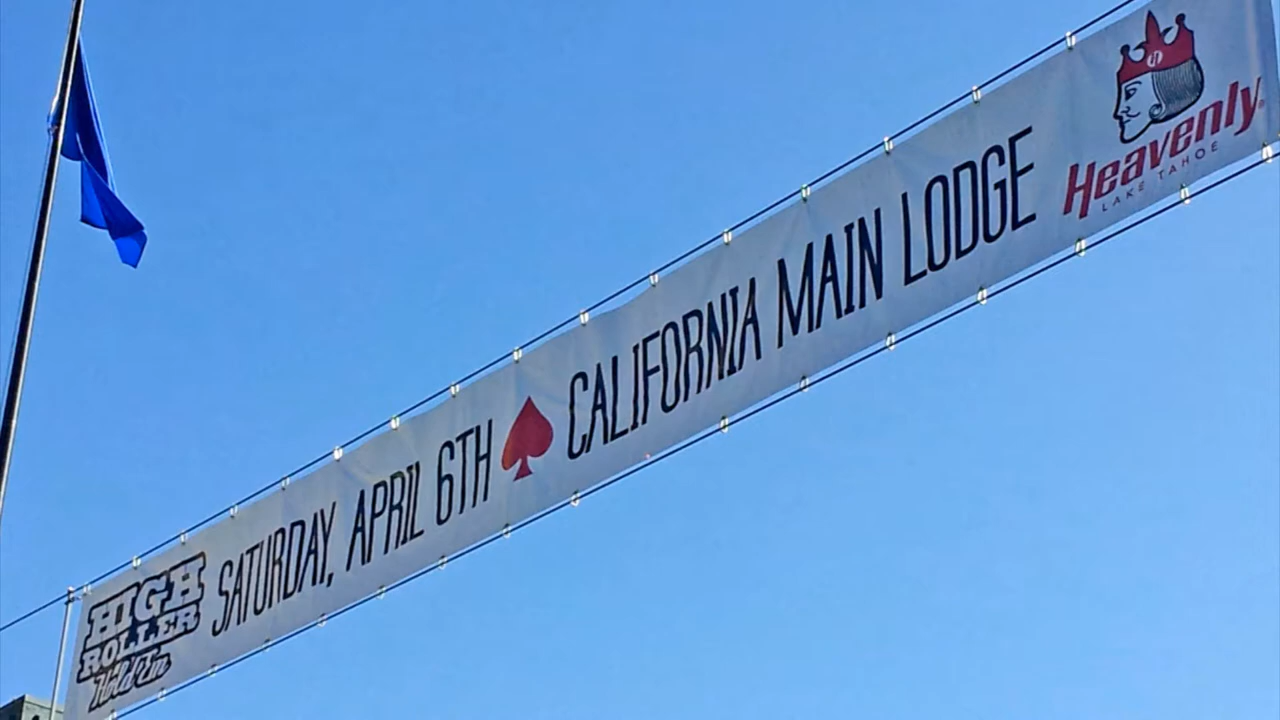 HIGH
ROLLER
Hold'Em
SATURDAY, APRIL 6TH CALIFORNIA MAIN LODGE
Heavenly
LAKE TAHOE